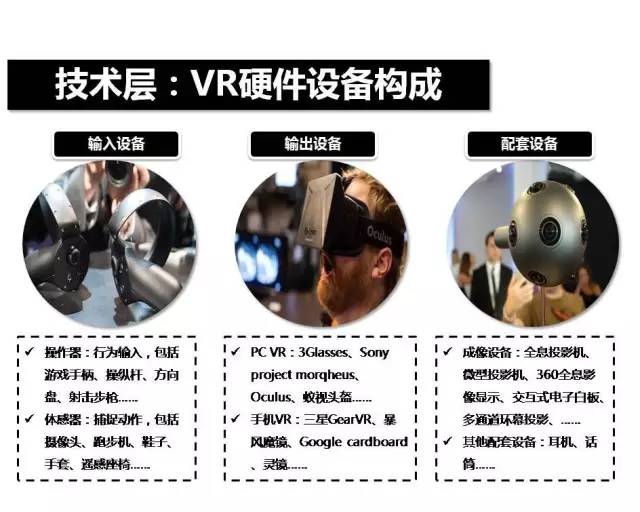 技术层：VR硬件设备构成
输入设备
输出设备
配套设备
Oculus
✓ 操作器：行为输入，包括
游戏手柄、操纵杆、方向
盘、射击步枪......
✓ 体感器：捕捉动作，包括
摄像头、跑步机、鞋子、
手套、遥感座椅......
✓ PC VR：3Glasses、Sony
project morqheus、
Oculus、蚁视头盔......
✓ 手机VR：三星GearVR、暴
风魔镜、Google cardboard
、灵镜......
✓ 成像设备：全息投影机、
微型投影机、360全息影
像显示、交互式电子白板、
多通道环幕投影、......
✓ 其他配套设备：耳机、话
筒......